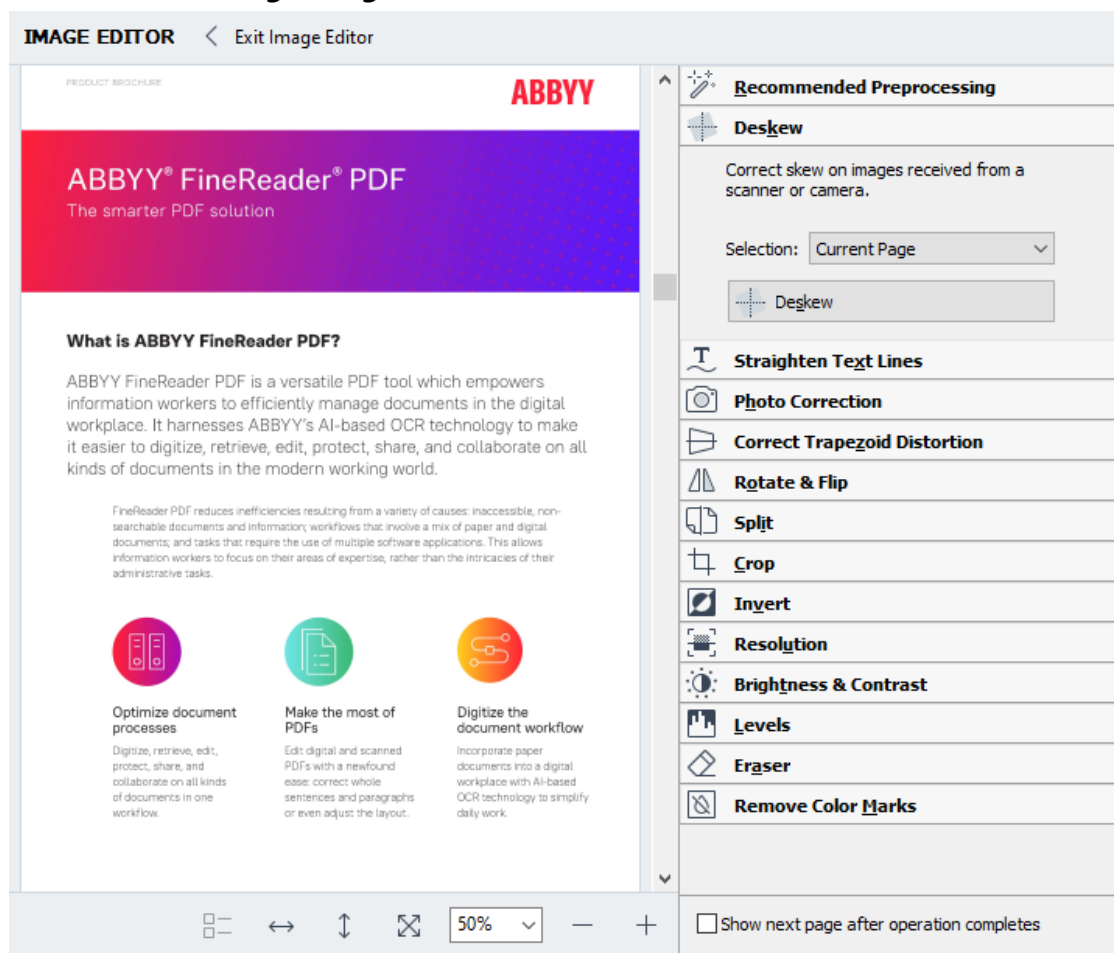 IMAGE EDITOR < Exit Image Editor
PRODUCT BROCHURE
ABBYY
ABBYY® FineReader® PDF
The smarter PDF solution
What is ABBYY FineReader PDF?
ABBYY FineReader PDF is a versatile PDF tool which empowers
information workers to efficiently manage documents in the digital
workplace. It harnesses ABBYY's AI-based OCR technology to make
it easier to digitize, retrieve, edit, protect, share, and collaborate on all
kinds of documents in the modern working world.
FineReader PDF reduces inefficiencies resulting from a variety of causes: inaccessible, non-
searchable documents and information; workflows that involve a mix of paper and digital
documents; and tasks that require the use of multiple software applications. This allows
information workers to focus on their areas of expertise, rather than the intricacies of their
administrative tasks.
Optimize document
processes
Digitize, retrieve, edit,
protect, share, and
collaborate on all kinds
of documents in one
workflow.
Make the most of
PDFs
Edit digital and scanned
PDFs with a newfound
ease: correct whole
sentences and paragraphs
or even adjust the layout.
Digitize the
document workflow
Incorporate paper
documents into a digital
workplace with AI-based
OCR technology to simplify
daily work.
50%
Recommended Preprocessing
Deskew
Correct skew on images received from a
scanner or camera.
Selection: Current Page
Deskew
Straighten Text Lines
Photo Correction
Correct Trapezoid Distortion
Rotate & Flip
Split
Crop
Invert
Resolution
Brightness & Contrast
Levels
Eraser
Remove Color Marks
Show next page after operation completes